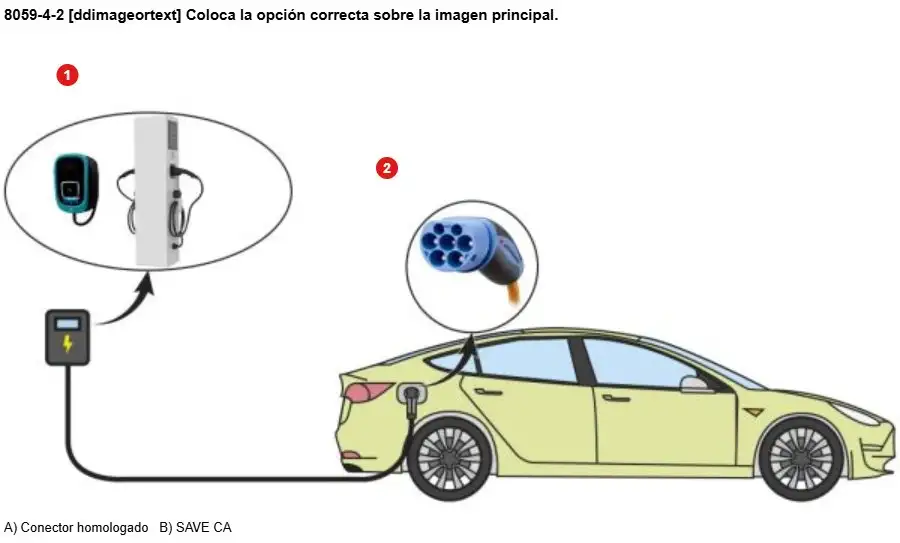 8059-4-2 [ddimageortext] Coloca la opción correcta sobre la imagen principal.
1
2
A) Conector homologado B) SAVE CA